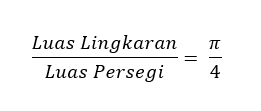 Luas Lingkaran / Luas Persegi = π / 4